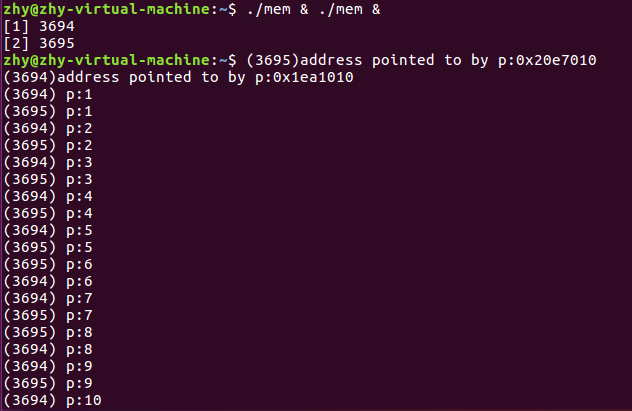 zhy@zhy-virtual-machine:~$ ./mem & ./mem &
[1] 3694
[2] 3695
zhy@zhy-virtual-machine:~$ (3695)address pointed to by p:0x20e7010
(3694)address pointed to by p:0x1ea1010
(3694) p:1
(3695) p:1
(3694) p:2
(3695) p:2
(3694) p:3
(3695) p:3
(3694) p:4
(3695) p:4
(3694) p:5
(3695) p:5
(3695) p:6
(3694) p:6
(3694) p:7
(3695) p:7
(3695) p:8
(3694) p:8
(3694) p:9
(3695) p:9
(3694) p:10